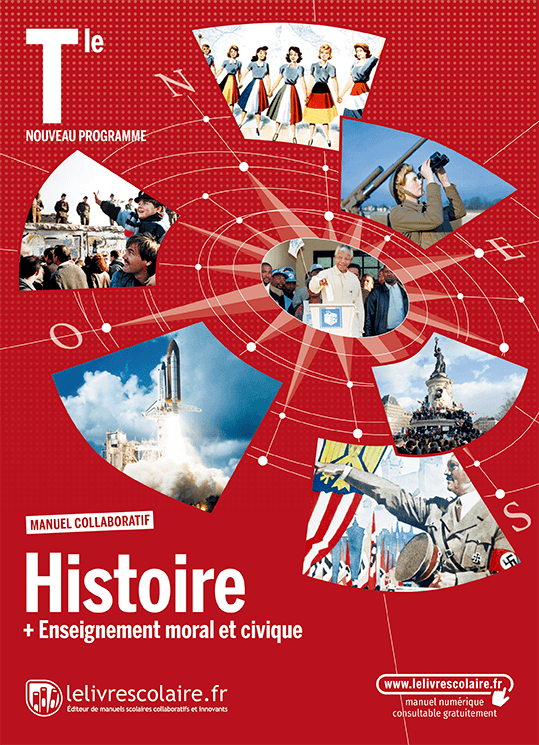 Tle
NOUVEAU PROGRAMME
N
E
O
S
MANUEL COLLABORATIF
Histoire
+ Enseignement moral et civique
lelivrescolaire.fr
Éditeur de manuels scolaires collaboratifs et innovants
www.lelivrescolaire.fr
manuel numérique
consultable gratuitement